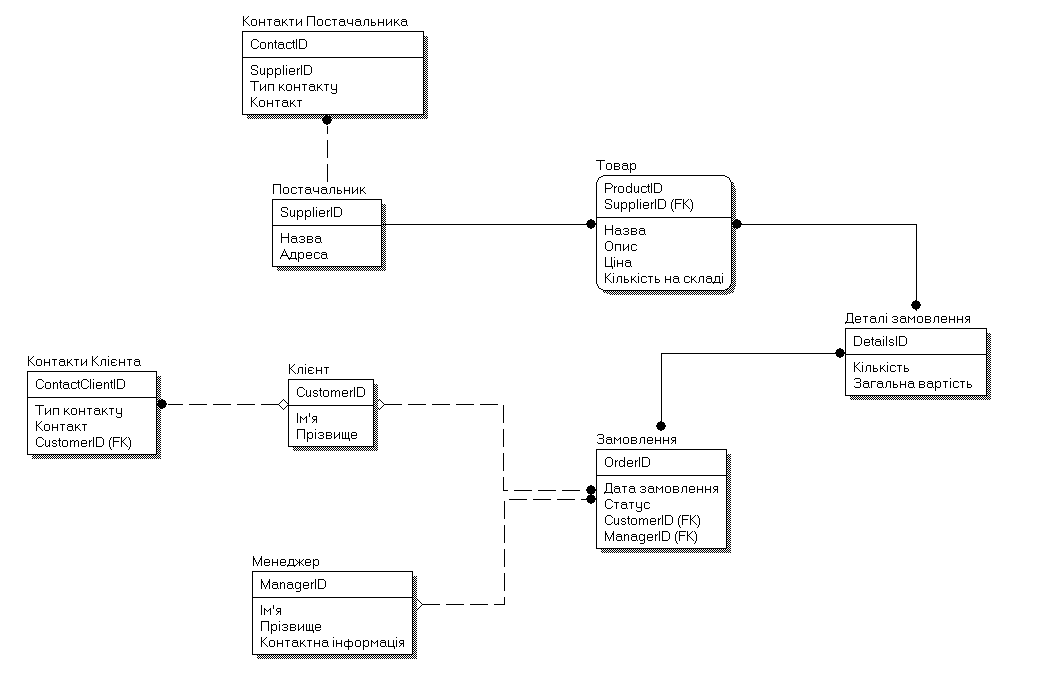 Контакти Постачальника
ContactID
SupplierID
Тип контакту
Контакт
Постачальник
SupplierID
Назва
Адреса
Товар
ProductID
SupplierID (FK)
Назва
Опис
Ціна
Кількість на складі
Деталі замовлення
DetailsID
Кількість
Загальна вартість
Контакти Клієнта
ContactClientID
Тип контакту
Контакт
CustomerID (FK)
Клієнт
CustomerID
Ім'я
Прізвище
Замовлення
OrderID
Дата замовлення
Статус
CustomerID (FK)
ManagerID (FK)
Менеджер
ManagerID
Ім'я
Прізвище
Контактна інформація